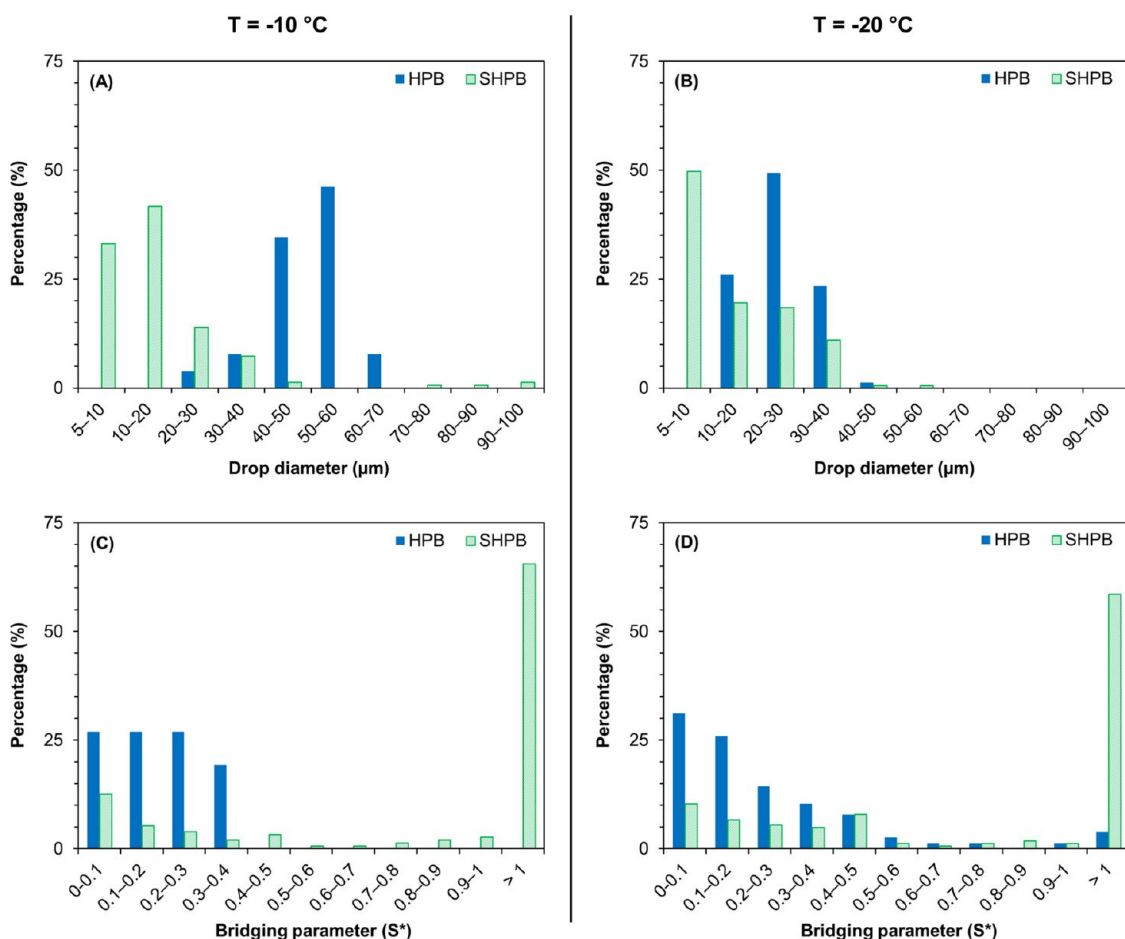 T = -10 °C
T = -20 °C
75
50
25
0
Percentage (%)
(A)
HPB
SHPB
5–10
10–20
20–30
30–40
40–50
50–60
60–70
70–80
80–90
90–100
Drop diameter (µm)
75
50
25
0
Percentage (%)
(B)
HPB
SHPB
5–10
10–20
20–30
30–40
40–50
50–60
60–70
70–80
80–90
90–100
Drop diameter (µm)
75
50
25
0
Percentage (%)
(C)
HPB
SHPB
0-0.1
0.1–0.2
0.2–0.3
0.3–0.4
0.4–0.5
0.5–0.6
0.6–0.7
0.7–0.8
0.8–0.9
0.9–1
> 1
Bridging parameter (S*)
75
50
25
0
Percentage (%)
(D)
HPB
SHPB
0-0.1
0.1–0.2
0.2–0.3
0.3–0.4
0.4–0.5
0.5–0.6
0.6–0.7
0.7–0.8
0.8–0.9
0.9–1
> 1
Bridging parameter (S*)